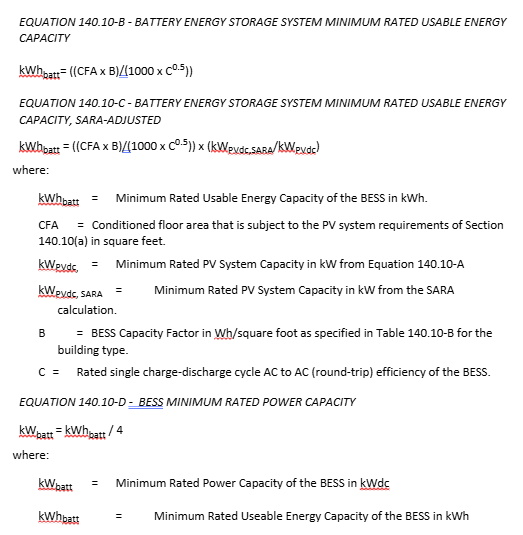 EQUATION 140.10-B - BATTERY ENERGY STORAGE SYSTEM MINIMUM RATED USABLE ENERGY
CAPACITY
kWhbatt= ((CFA x B)/(1000 x C0.5))
EQUATION 140.10-C - BATTERY ENERGY STORAGE SYSTEM MINIMUM RATED USABLE ENERGY
CAPACITY, SARA-ADJUSTED
kWhbatt = ((CFA x B)/(1000 x C0.5)) x (kWPVdc,SARA/kWPVdc)
where:
kWhbatt = Minimum Rated Usable Energy Capacity of the BESS in kWh.
CFA = Conditioned floor area that is subject to the PV system requirements of Section
140.10(a) in square feet.
kWPVdc, = Minimum Rated PV System Capacity in kW from Equation 140.10-A
kWPVdc, SARA = Minimum Rated PV System Capacity in kW from the SARA
calculation.
B = BESS Capacity Factor in Wh/square foot as specified in Table 140.10-B for the
building type.
C = Rated single charge-discharge cycle AC to AC (round-trip) efficiency of the BESS.
EQUATION 140.10-D - BESS MINIMUM RATED POWER CAPACITY
kWbatt = kWhbatt / 4
where:
kWbatt = Minimum Rated Power Capacity of the BESS in kWdc
kWhbatt = Minimum Rated Useable Energy Capacity of the BESS in kWh